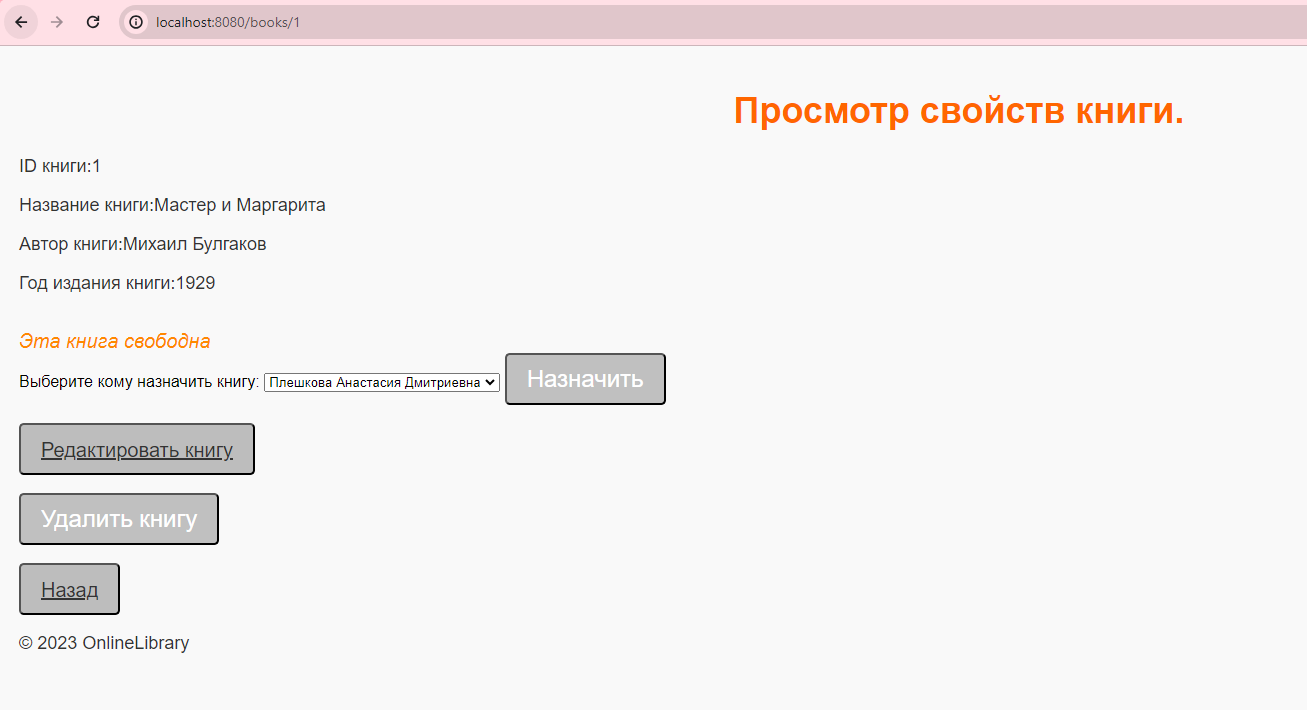 localhost:8080/books/1
Просмотр свойств книги.
ID книги:1
Название книги:Мастер и Маргарита
Автор книги:Михаил Булгаков
Год издания книги:1929
Эта книга свободна
Выберите кому назначить книгу: Плешкова Анастасия Дмитриевна Назначить
Редактировать книгу
Удалить книгу
Назад
© 2023 OnlineLibrary